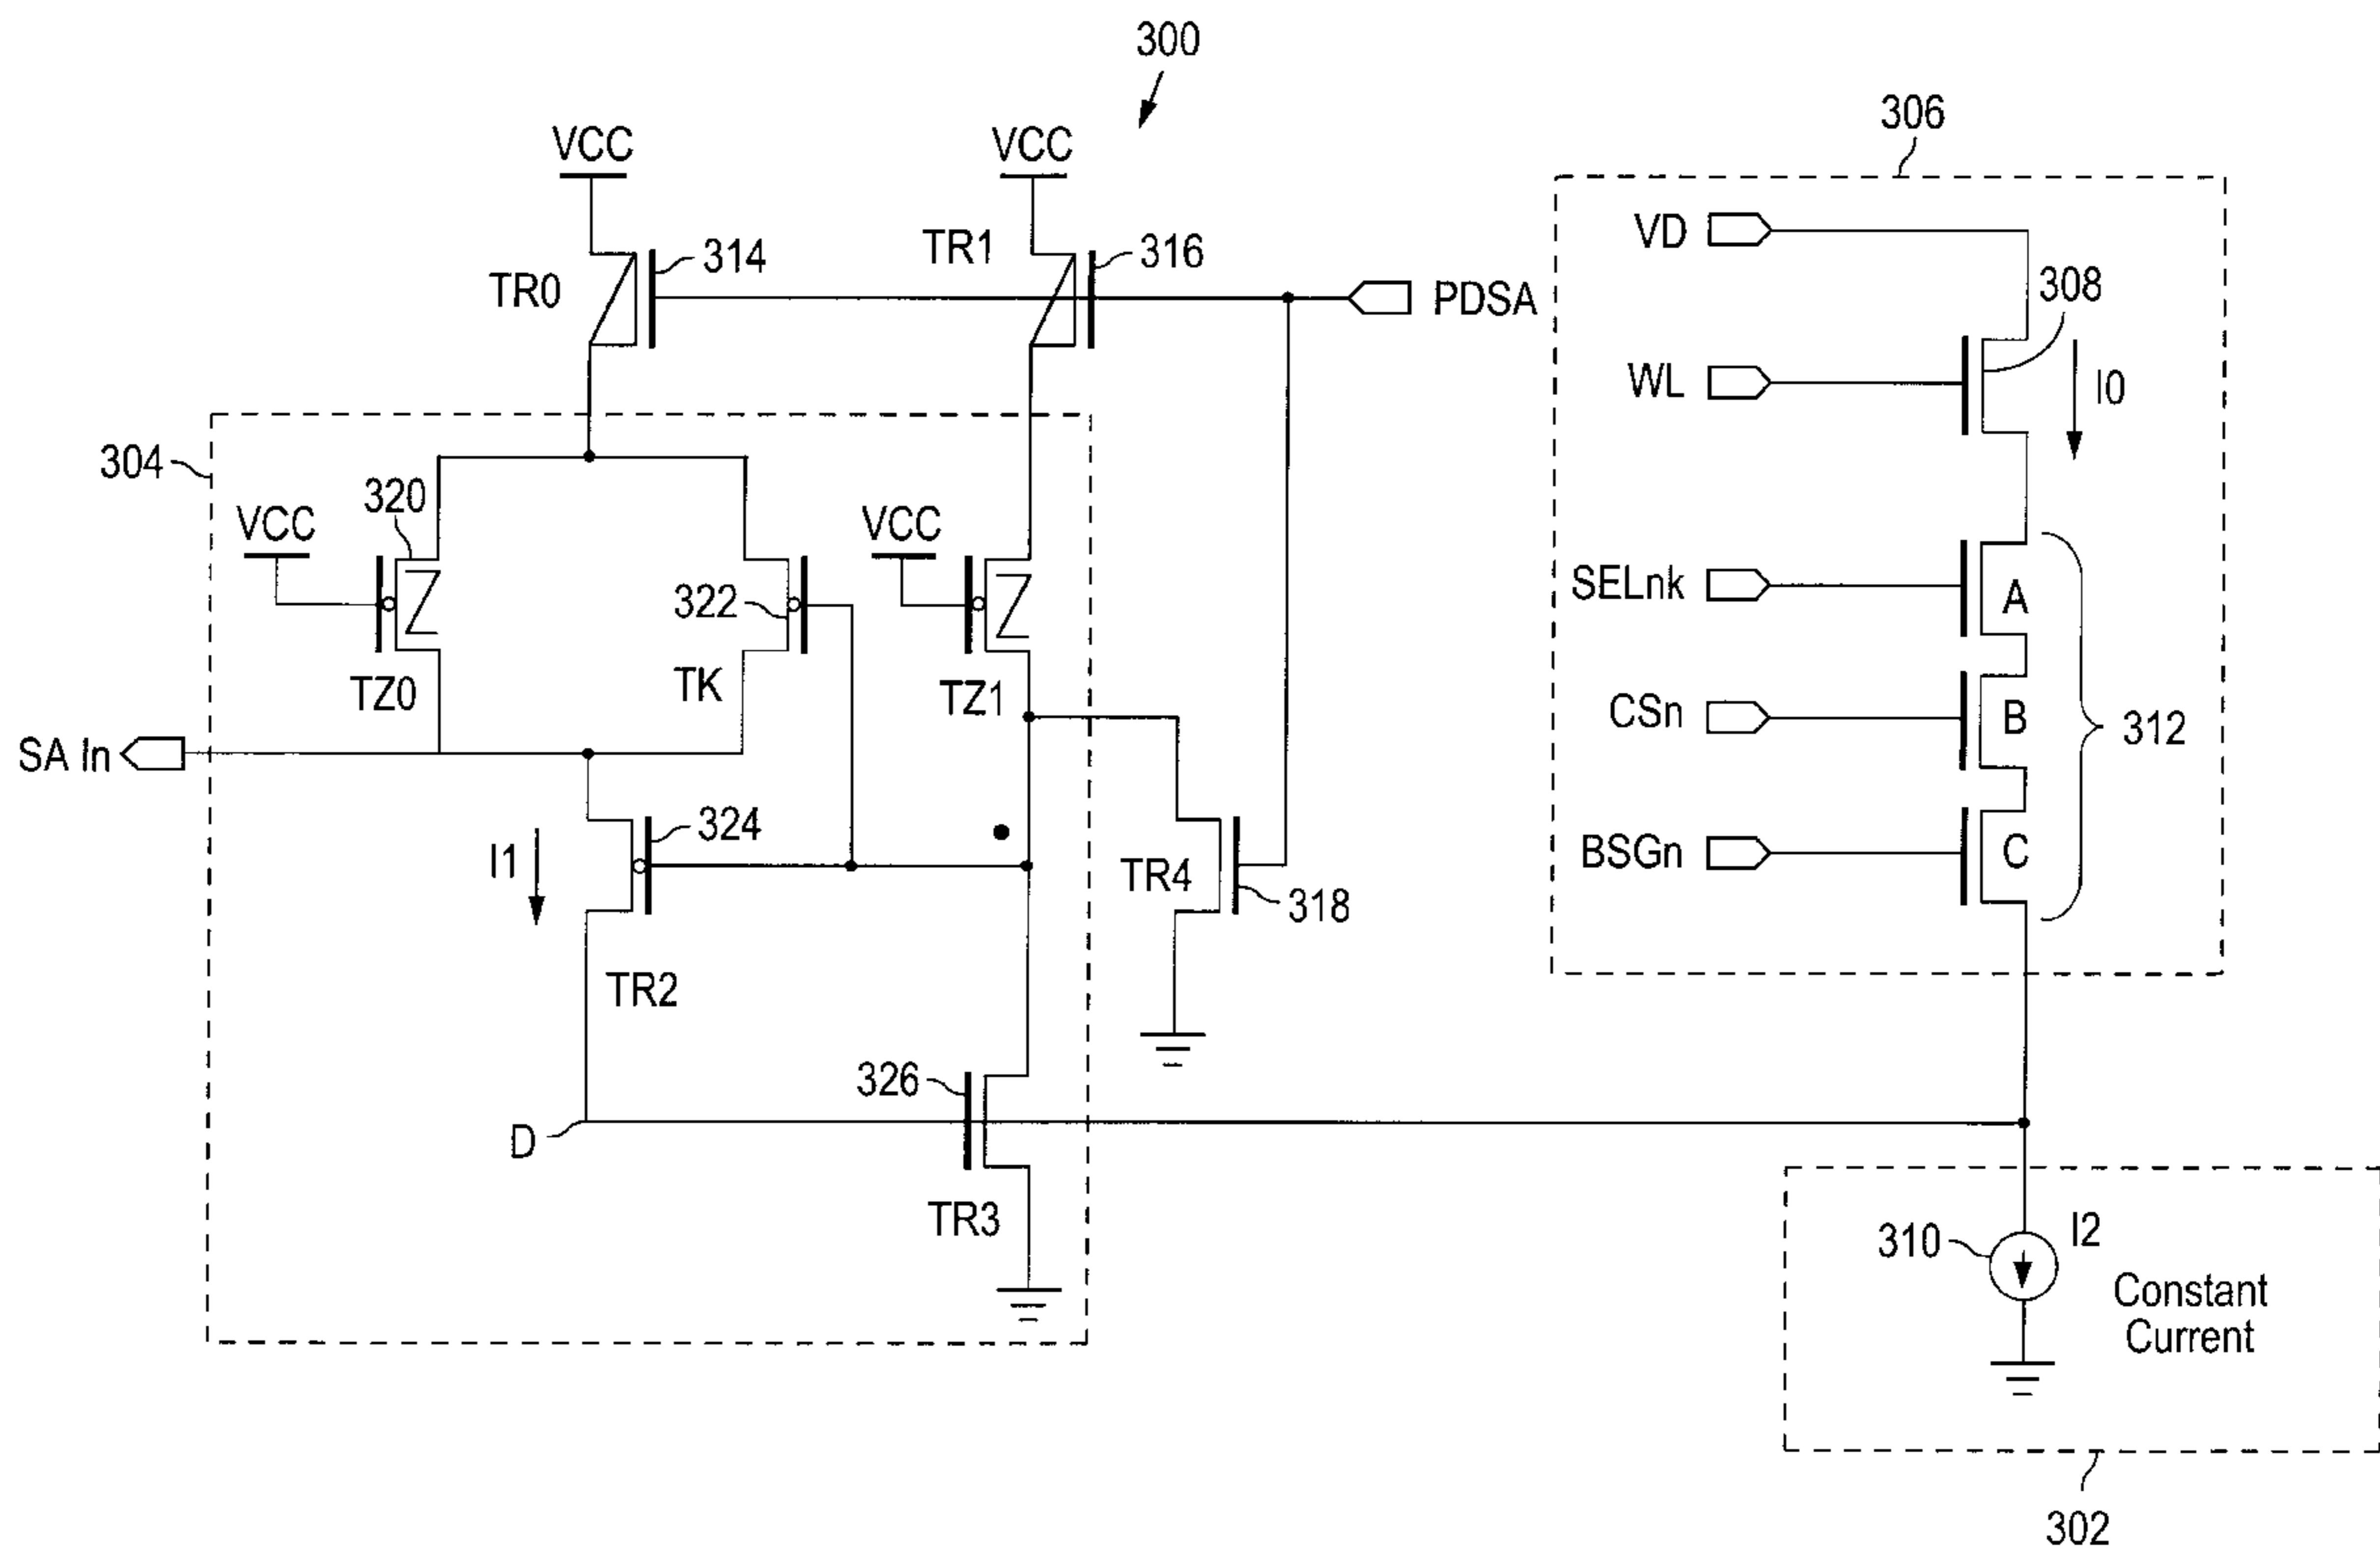 300
306
VCC
VCC
VD
TR0
314
TR1
316
PDSA
308
WL
I0
304
320
VCC
VCC
SELnk
A
322
TZ0
TK
TZ1
CSn
B
312
SA In
I1
324
TR4
318
BSGn
C
TR2
326
D
TR3
310
I2
Constant
Current
302